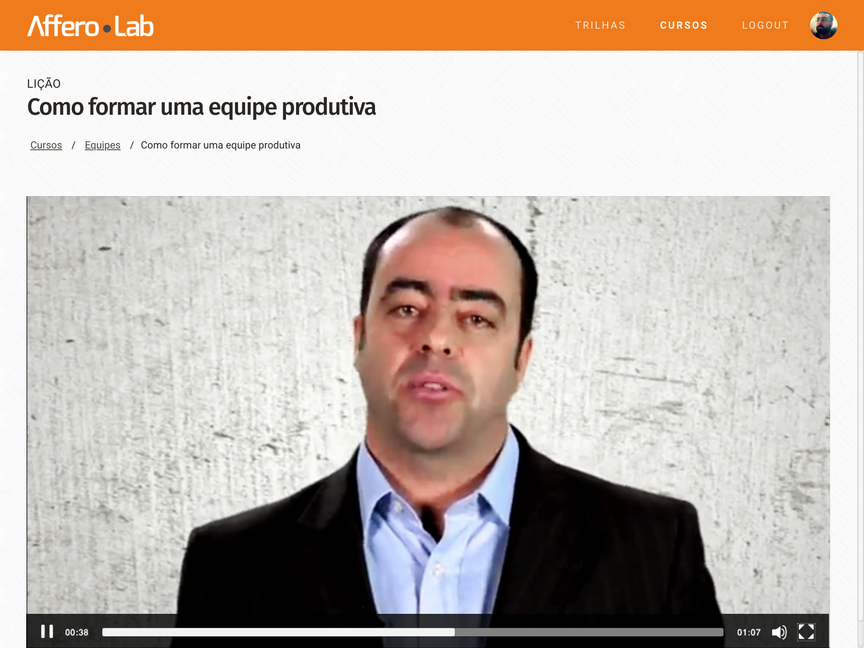 Affero•Lab
TRILHAS CURSOS LOGOUT
LIÇÃO
Como formar uma equipe produtiva
Cursos / Equipes / Como formar uma equipe produtiva
00:38 01:07